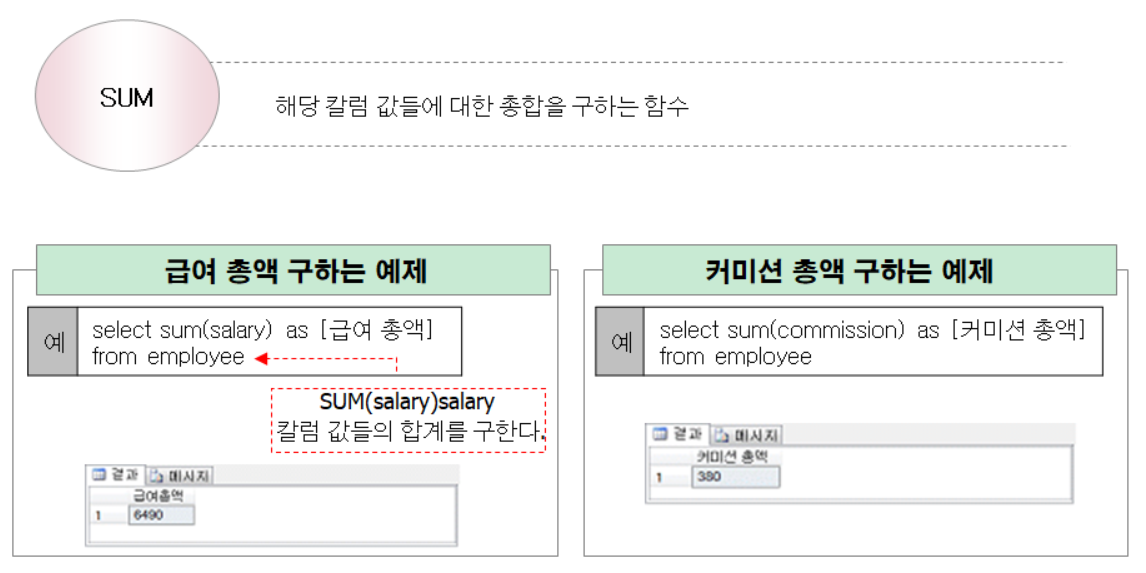 SUM
해당 칼럼 값들에 대한 총합을 구하는 함수
급여 총액 구하는 예제
예
select sum(salary) as [급여 총액]
from employee
SUM(salary)salary
칼럼 값들의 합계를 구한다.
결과 메시지
급여총액
1 6490
커미션 총액 구하는 예제
예
select sum(commission) as [커미션 총액]
from employee
결과 메시지
커미션 총액
1 380